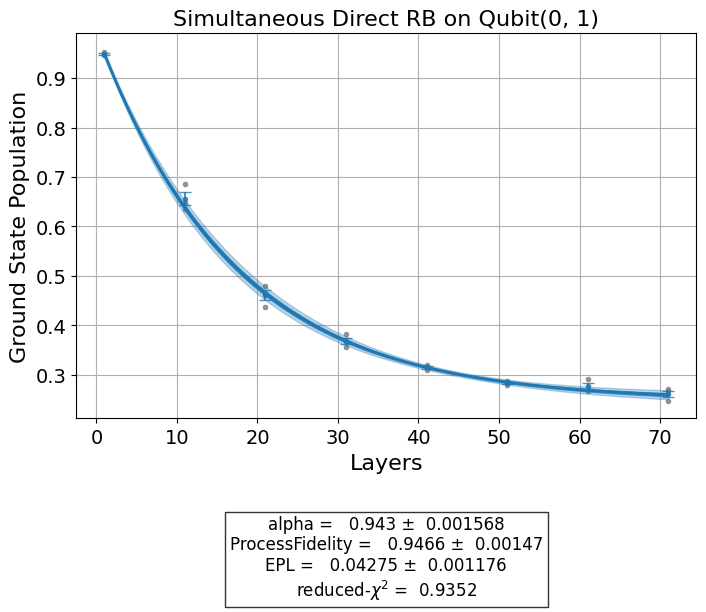 Simultaneous Direct RB on Qubit(0, 1)
Ground State Population
0.9
0.8
0.7
0.6
0.5
0.4
0.3
0 10 20 30 40 50 60 70
Layers
alpha = 0.943 ± 0.001568
ProcessFidelity = 0.9466 ± 0.00147
EPL = 0.04275 ± 0.001176
reduced-χ² = 0.9352